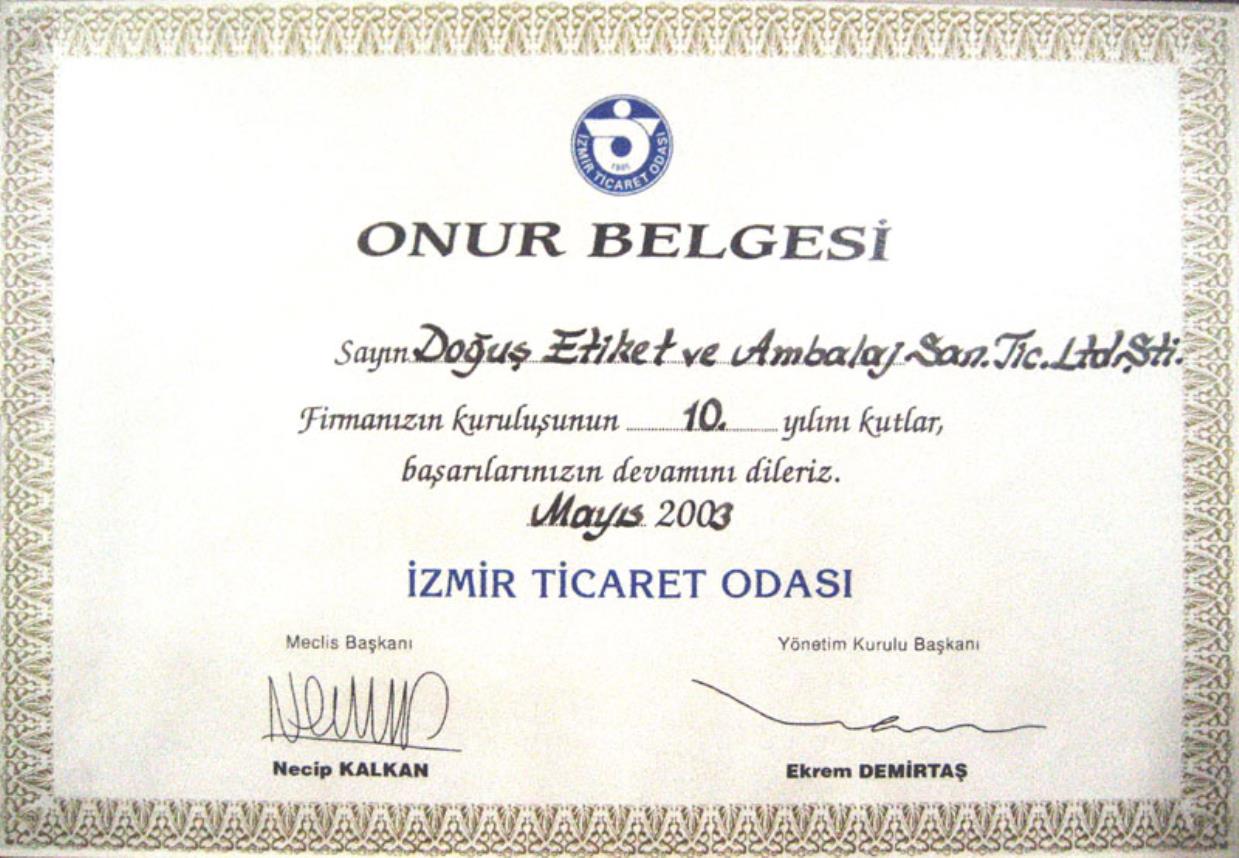 İZMİR TİCARET ODASI
1885
ONUR BELGESİ
Sayın Doğuş Etiket ve Ambalaj San. Tic. Ltd. Şti.
Firmanızın kuruluşunun 10. yılını kutlar,
başarılarınızın devamını dileriz.
Mayıs 2003
İZMİR TİCARET ODASI
Meclis Başkanı
Yönetim Kurulu Başkanı
Necip KALKAN
Ekrem DEMİRTAŞ